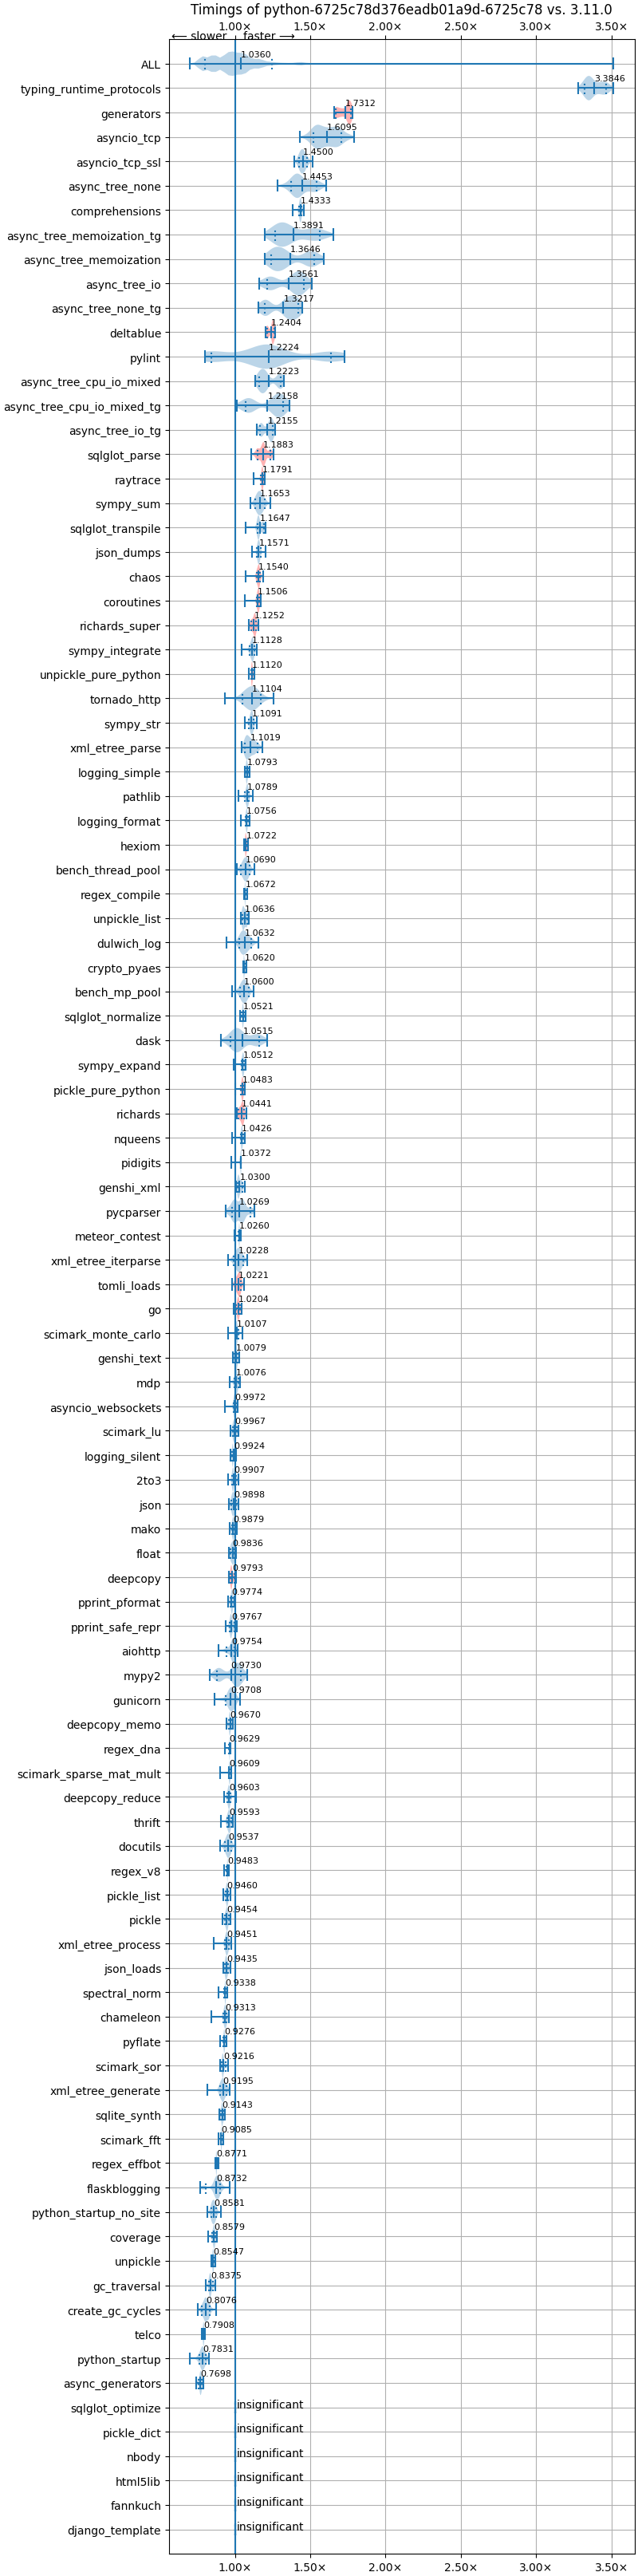 Timings of python-6725c78d376eadb01a9d-6725c78 vs. 3.11.0
1.00× 1.50× 2.00× 2.50× 3.00× 3.50×
⟵ slower faster ⟶
ALL 1.0360
typing_runtime_protocols 3.3846
generators 1.7312
asyncio_tcp 1.6095
asyncio_tcp_ssl 1.4500
async_tree_none 1.4453
comprehensions 1.4333
async_tree_memoization_tg 1.3891
async_tree_memoization 1.3646
async_tree_io 1.3561
async_tree_none_tg 1.3217
deltablue 1.2404
pylint 1.2224
async_tree_cpu_io_mixed 1.2223
async_tree_cpu_io_mixed_tg 1.2158
async_tree_io_tg 1.2155
sqlglot_parse 1.1883
raytrace 1.1791
sympy_sum 1.1653
sqlglot_transpile 1.1647
json_dumps 1.1571
chaos 1.1540
coroutines 1.1506
richards_super 1.1252
sympy_integrate 1.1128
unpickle_pure_python 1.1120
tornado_http 1.1104
sympy_str 1.1091
xml_etree_parse 1.1019
logging_simple 1.0793
pathlib 1.0789
logging_format 1.0756
hexiom 1.0722
bench_thread_pool 1.0690
regex_compile 1.0672
unpickle_list 1.0636
dulwich_log 1.0632
crypto_pyaes 1.0620
bench_mp_pool 1.0600
sqlglot_normalize 1.0521
dask 1.0515
sympy_expand 1.0512
pickle_pure_python 1.0483
richards 1.0441
nqueens 1.0426
pidigits 1.0372
genshi_xml 1.0300
pycparser 1.0269
meteor_contest 1.0260
xml_etree_iterparse 1.0228
tomli_loads 1.0221
go 1.0204
scimark_monte_carlo 1.0107
genshi_text 1.0079
mdp 1.0076
asyncio_websockets 0.9972
scimark_lu 0.9967
logging_silent 0.9924
2to3 0.9907
json 0.9898
mako 0.9879
float 0.9836
deepcopy 0.9793
pprint_pformat 0.9774
pprint_safe_repr 0.9767
aiohttp 0.9754
mypy2 0.9730
gunicorn 0.9708
deepcopy_memo 0.9670
regex_dna 0.9629
scimark_sparse_mat_mult 0.9609
deepcopy_reduce 0.9603
thrift 0.9593
docutils 0.9537
regex_v8 0.9483
pickle_list 0.9460
pickle 0.9454
xml_etree_process 0.9451
json_loads 0.9435
spectral_norm 0.9338
chameleon 0.9313
pyflate 0.9276
scimark_sor 0.9216
xml_etree_generate 0.9195
sqlite_synth 0.9143
scimark_fft 0.9085
regex_effbot 0.8771
flaskblogging 0.8732
python_startup_no_site 0.8581
coverage 0.8579
unpickle 0.8547
gc_traversal 0.8375
create_gc_cycles 0.8076
telco 0.7908
python_startup 0.7831
async_generators 0.7698
sqlglot_optimize insignificant
pickle_dict insignificant
nbody insignificant
html5lib insignificant
fannkuch insignificant
django_template insignificant
1.00× 1.50× 2.00× 2.50× 3.00× 3.50×